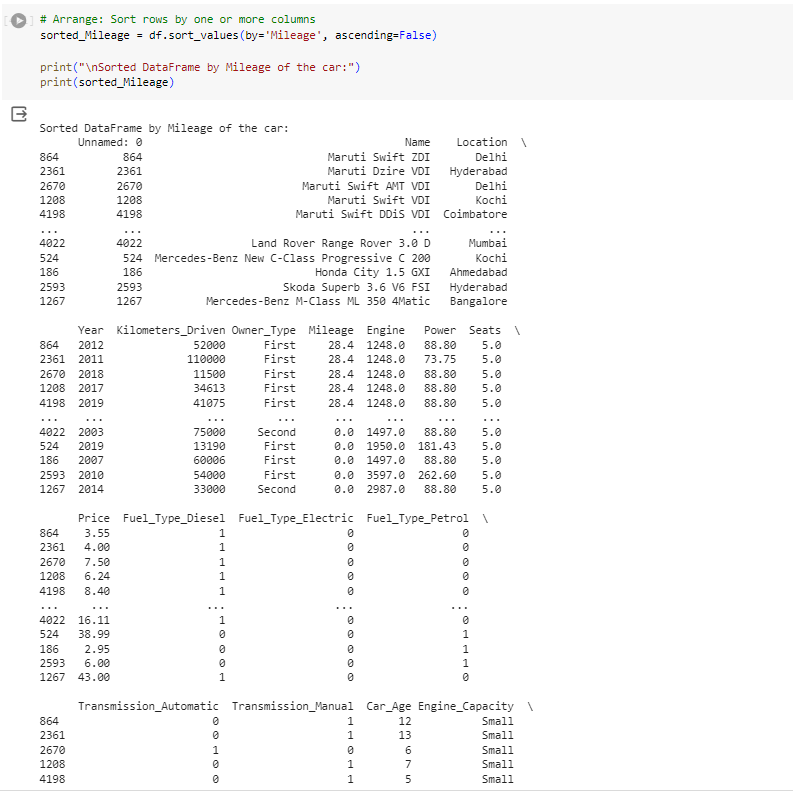 # Arrange: Sort rows by one or more columns
sorted_Mileage = df.sort_values(by='Mileage', ascending=False)
print("\nSorted DataFrame by Mileage of the car:")
print(sorted_Mileage)
Sorted DataFrame by Mileage of the car:
Unnamed: 0 Name Location \
864 864 Maruti Swift ZDI Delhi
2361 2361 Maruti Dzire VDI Hyderabad
2670 2670 Maruti Swift AMT VDI Delhi
1208 1208 Maruti Swift VDI Kochi
4198 4198 Maruti Swift DDiS VDI Coimbatore
... ... ... ...
4022 4022 Land Rover Range Rover 3.0 D Mumbai
524 524 Mercedes-Benz New C-Class Progressive C 200 Kochi
186 186 Honda City 1.5 GXI Ahmedabad
2593 2593 Skoda Superb 3.6 V6 FSI Hyderabad
1267 1267 Mercedes-Benz M-Class ML 350 4Matic Bangalore
Year Kilometers_Driven Owner_Type Mileage Engine Power Seats \
864 2012 52000 First 28.4 1248.0 88.80 5.0
2361 2011 110000 First 28.4 1248.0 73.75 5.0
2670 2018 11500 First 28.4 1248.0 88.80 5.0
1208 2017 34613 First 28.4 1248.0 88.80 5.0
4198 2019 41075 First 28.4 1248.0 88.80 5.0
... ... ... ... ... ... ... ...
4022 2003 75000 Second 0.0 1497.0 88.80 5.0
524 2019 13190 First 0.0 1950.0 181.43 5.0
186 2007 60006 First 0.0 1497.0 88.80 5.0
2593 2010 54000 First 0.0 3597.0 262.60 5.0
1267 2014 33000 Second 0.0 2987.0 88.80 5.0
Price Fuel_Type_Diesel Fuel_Type_Electric Fuel_Type_Petrol \
864 3.55 1 0 0
2361 4.00 1 0 0
2670 7.50 1 0 0
1208 6.24 1 0 0
4198 8.40 1 0 0
... ... ... ... ...
4022 16.11 1 0 0
524 38.99 0 0 1
186 2.95 0 0 1
2593 6.00 0 0 1
1267 43.00 1 0 0
Transmission_Automatic Transmission_Manual Car_Age Engine_Capacity \
864 0 1 12 Small
2361 0 1 13 Small
2670 1 0 6 Small
1208 0 1 7 Small
4198 0 1 5 Small